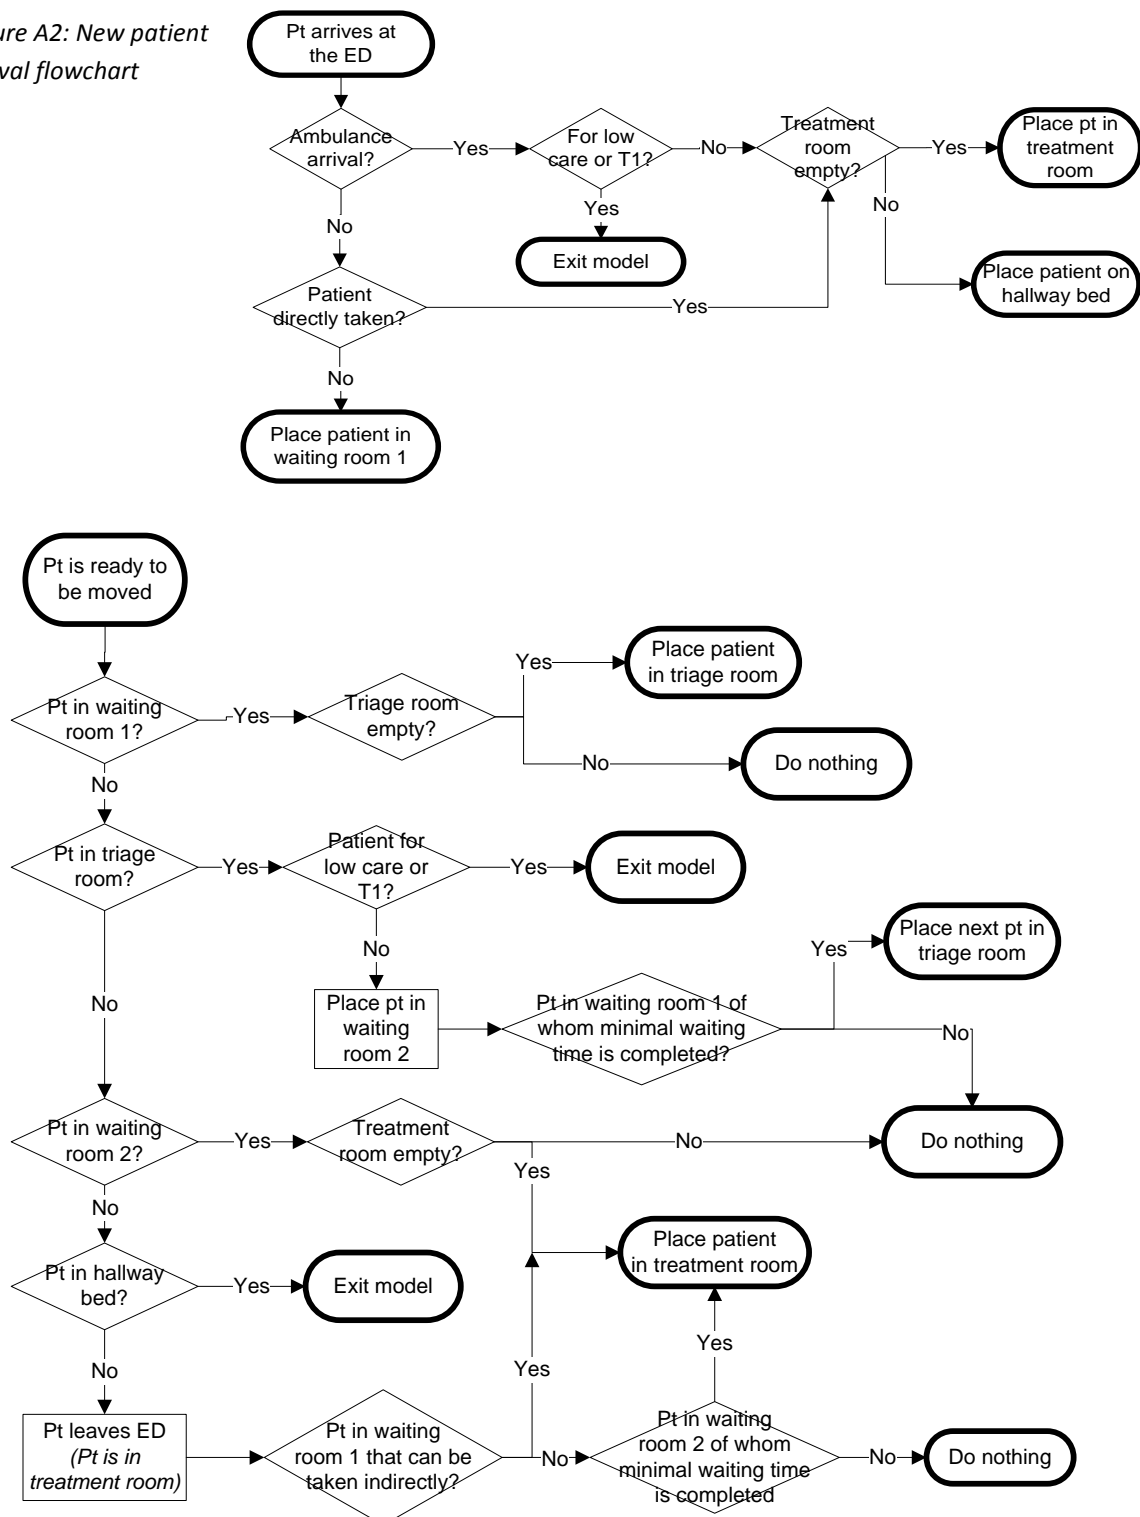 ure A2: New patient
val flowchart
Pt arrives at
the ED
Ambulance
arrival?
Yes
For low
care or T1?
No
Treatment
room
empty?
Yes
Place pt in
treatment
room
No
Yes
No
Exit model
Place patient on
hallway bed
Patient
directly taken?
Yes
No
Place patient in
waiting room 1
Pt is ready to
be moved
Pt in waiting
room 1?
Yes
Triage room
empty?
Yes
Place patient
in triage room
No
Do nothing
No
Pt in triage
room?
Yes
Patient for
low care or
T1?
Yes
Exit model
No
No
Place pt in
waiting
room 2
Pt in waiting room 1 of
whom minimal waiting
time is completed?
Yes
Place next pt in
triage room
No
Do nothing
Pt in waiting
room 2?
Yes
Treatment
room empty?
No
Yes
No
Place patient
in treatment room
Pt in hallway
bed?
Yes
Exit model
No
Yes
Yes
Pt leaves ED
(Pt is in
treatment room)
Pt in waiting
room 1 that can be
taken indirectly?
No
Pt in waiting
room 2 of whom
minimal waiting time
is completed
No
Do nothing